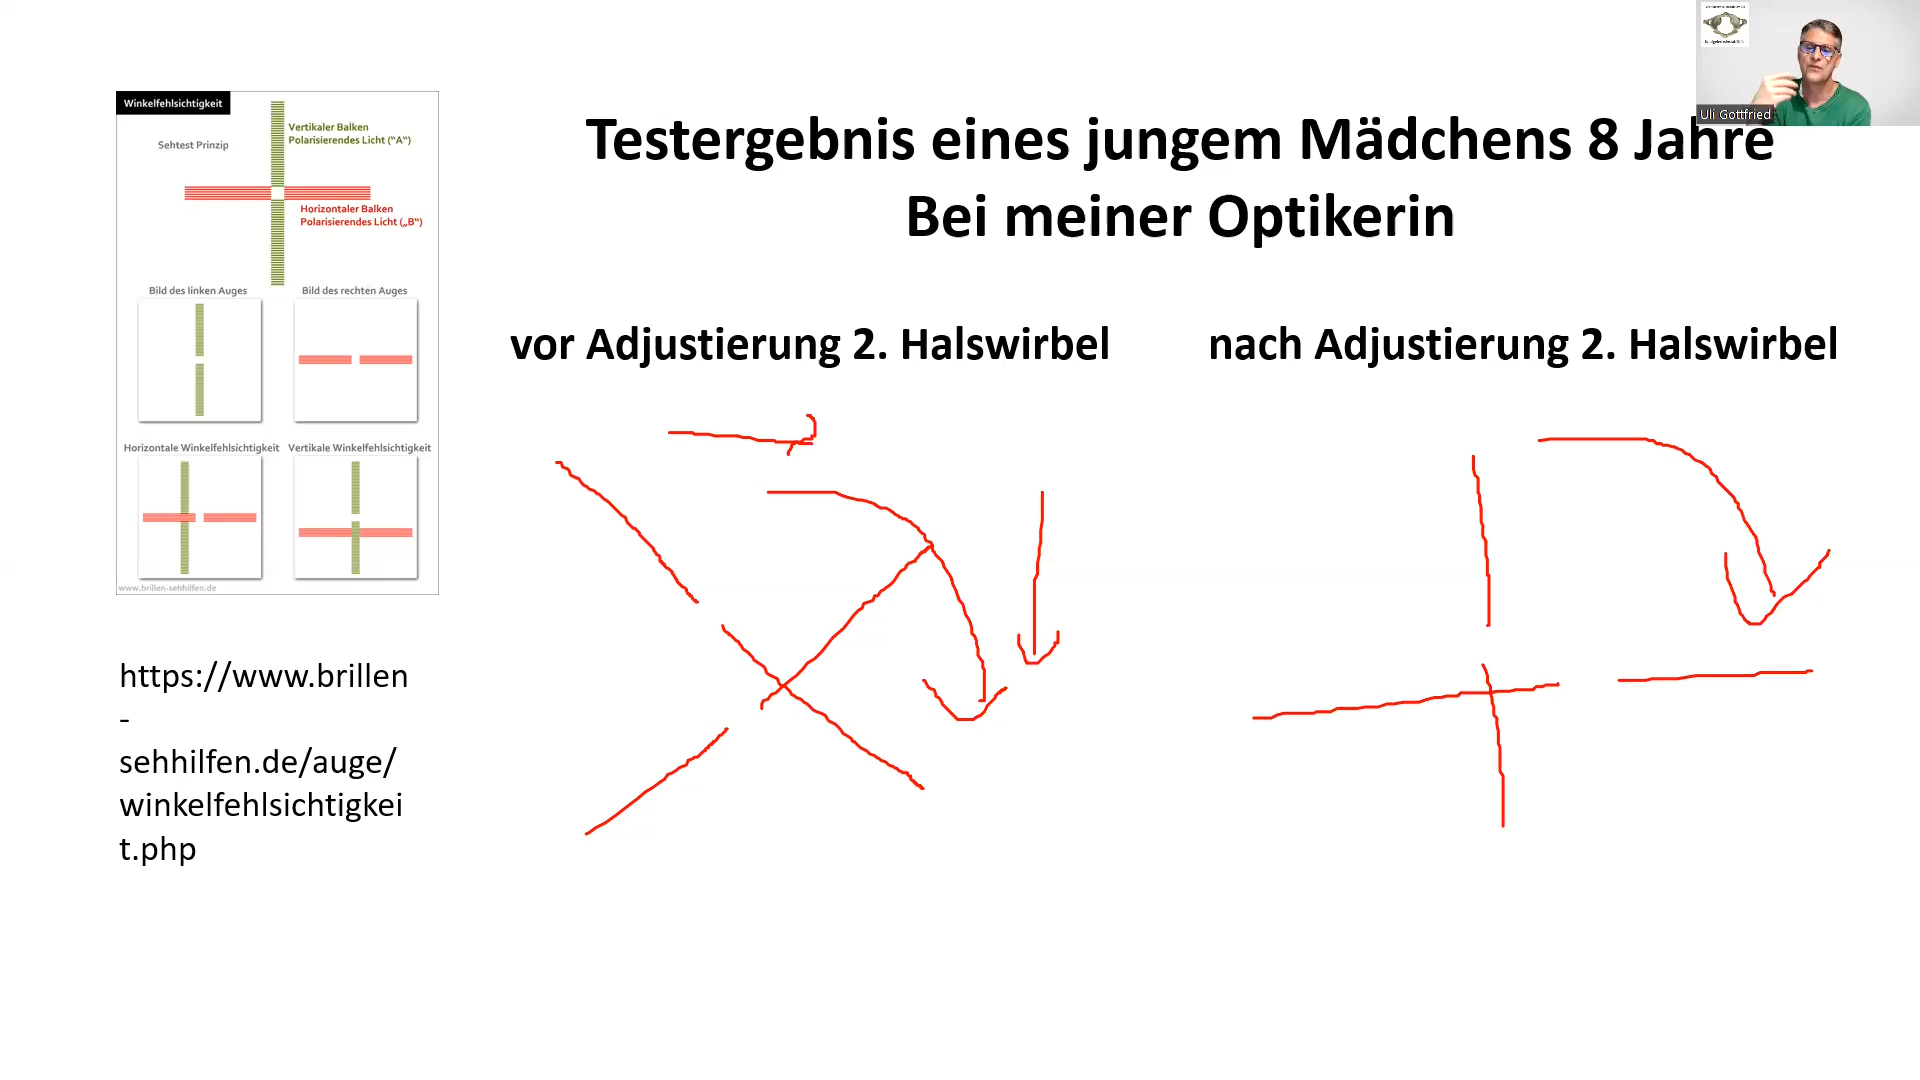 Winkelfehlsichtigkeit
Sehtest Prinzip
Vertikaler Balken
Polarisierendes Licht ("A")
Horizontaler Balken
Polarisierendes Licht („B")
Bild des linken Auges
Bild des rechten Auges
Horizontale Winkelfehlsichtigkeit
Vertikale Winkelfehlsichtigkeit
www.brillen-sehhilfen.de
https://www.brillen
-
sehhilfen.de/auge/
winkelfehlsichtigkei
t.php
Testergebnis eines jungem Mädchens 8 Jahre
Bei meiner Optikerin
vor Adjustierung 2. Halswirbel
nach Adjustierung 2. Halswirbel
Uli Gottfried